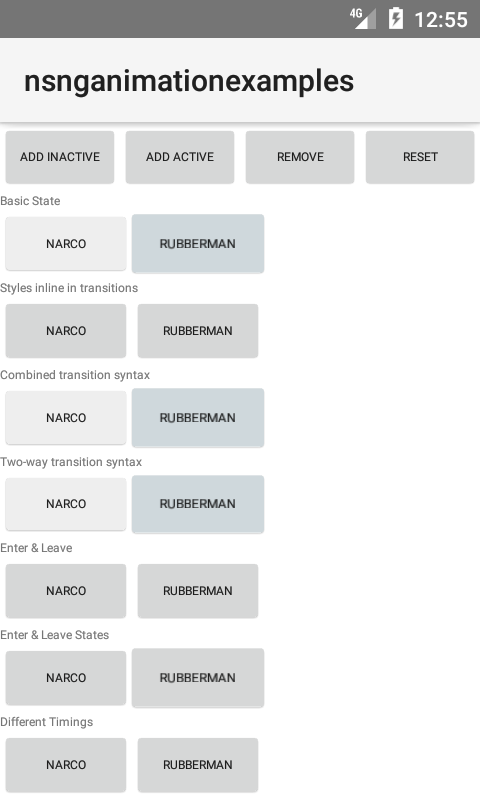 4G 12:55
nsnganimationexamples
ADD INACTIVE ADD ACTIVE REMOVE RESET
Basic State
NARCO RUBBERMAN
Styles inline in transitions
NARCO RUBBERMAN
Combined transition syntax
NARCO RUBBERMAN
Two-way transition syntax
NARCO RUBBERMAN
Enter & Leave
NARCO RUBBERMAN
Enter & Leave States
NARCO RUBBERMAN
Different Timings
NARCO RUBBERMAN